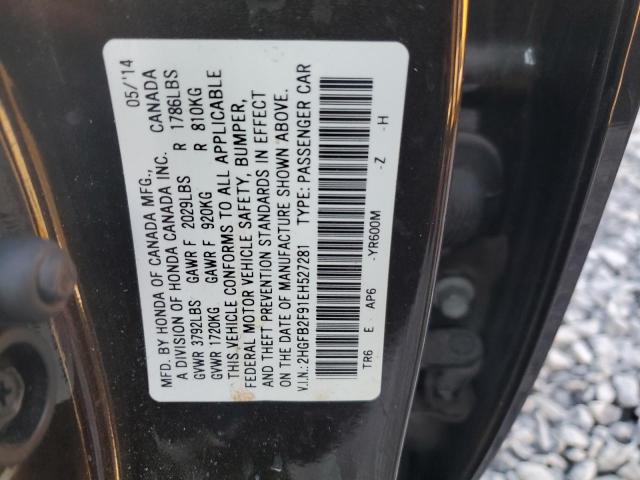 MFD. BY HONDA OF CANADA MFG., 05/'14
A DIVISION OF HONDA CANADA INC. CANADA
GVWR 3792LBS GAWR F 2029LBS R 1786LBS
GVWR 1720KG GAWR F 920KG R 810KG
THIS VEHICLE CONFORMS TO ALL APPLICABLE
FEDERAL MOTOR VEHICLE SAFETY, BUMPER,
AND THEFT PREVENTION STANDARDS IN EFFECT
ON THE DATE OF MANUFACTURE SHOWN ABOVE.
V.I.N.: 2HGFB2F91EH527281 TYPE: PASSENGER CAR
TR6 E AP6 -YR600M -Z -H